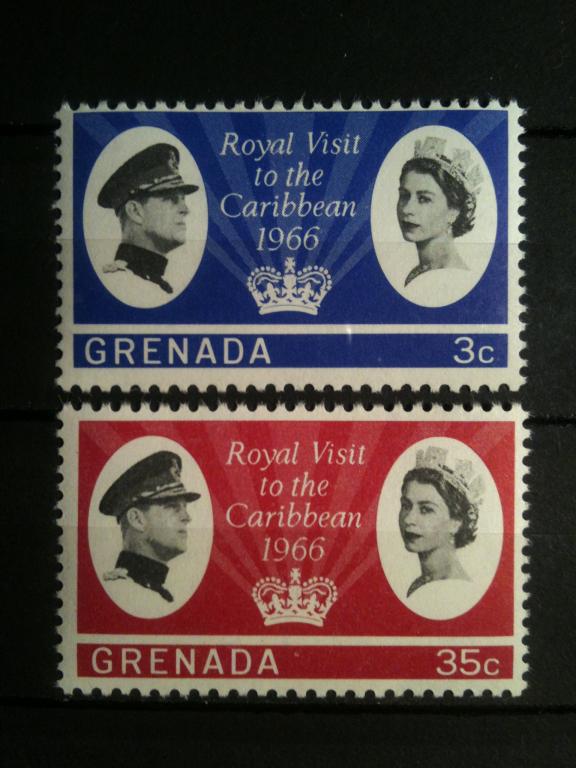 Royal Visit
to the
Caribbean
1966
GRENADA 3c
Royal Visit
to the
Caribbean
1966
GRENADA 35c